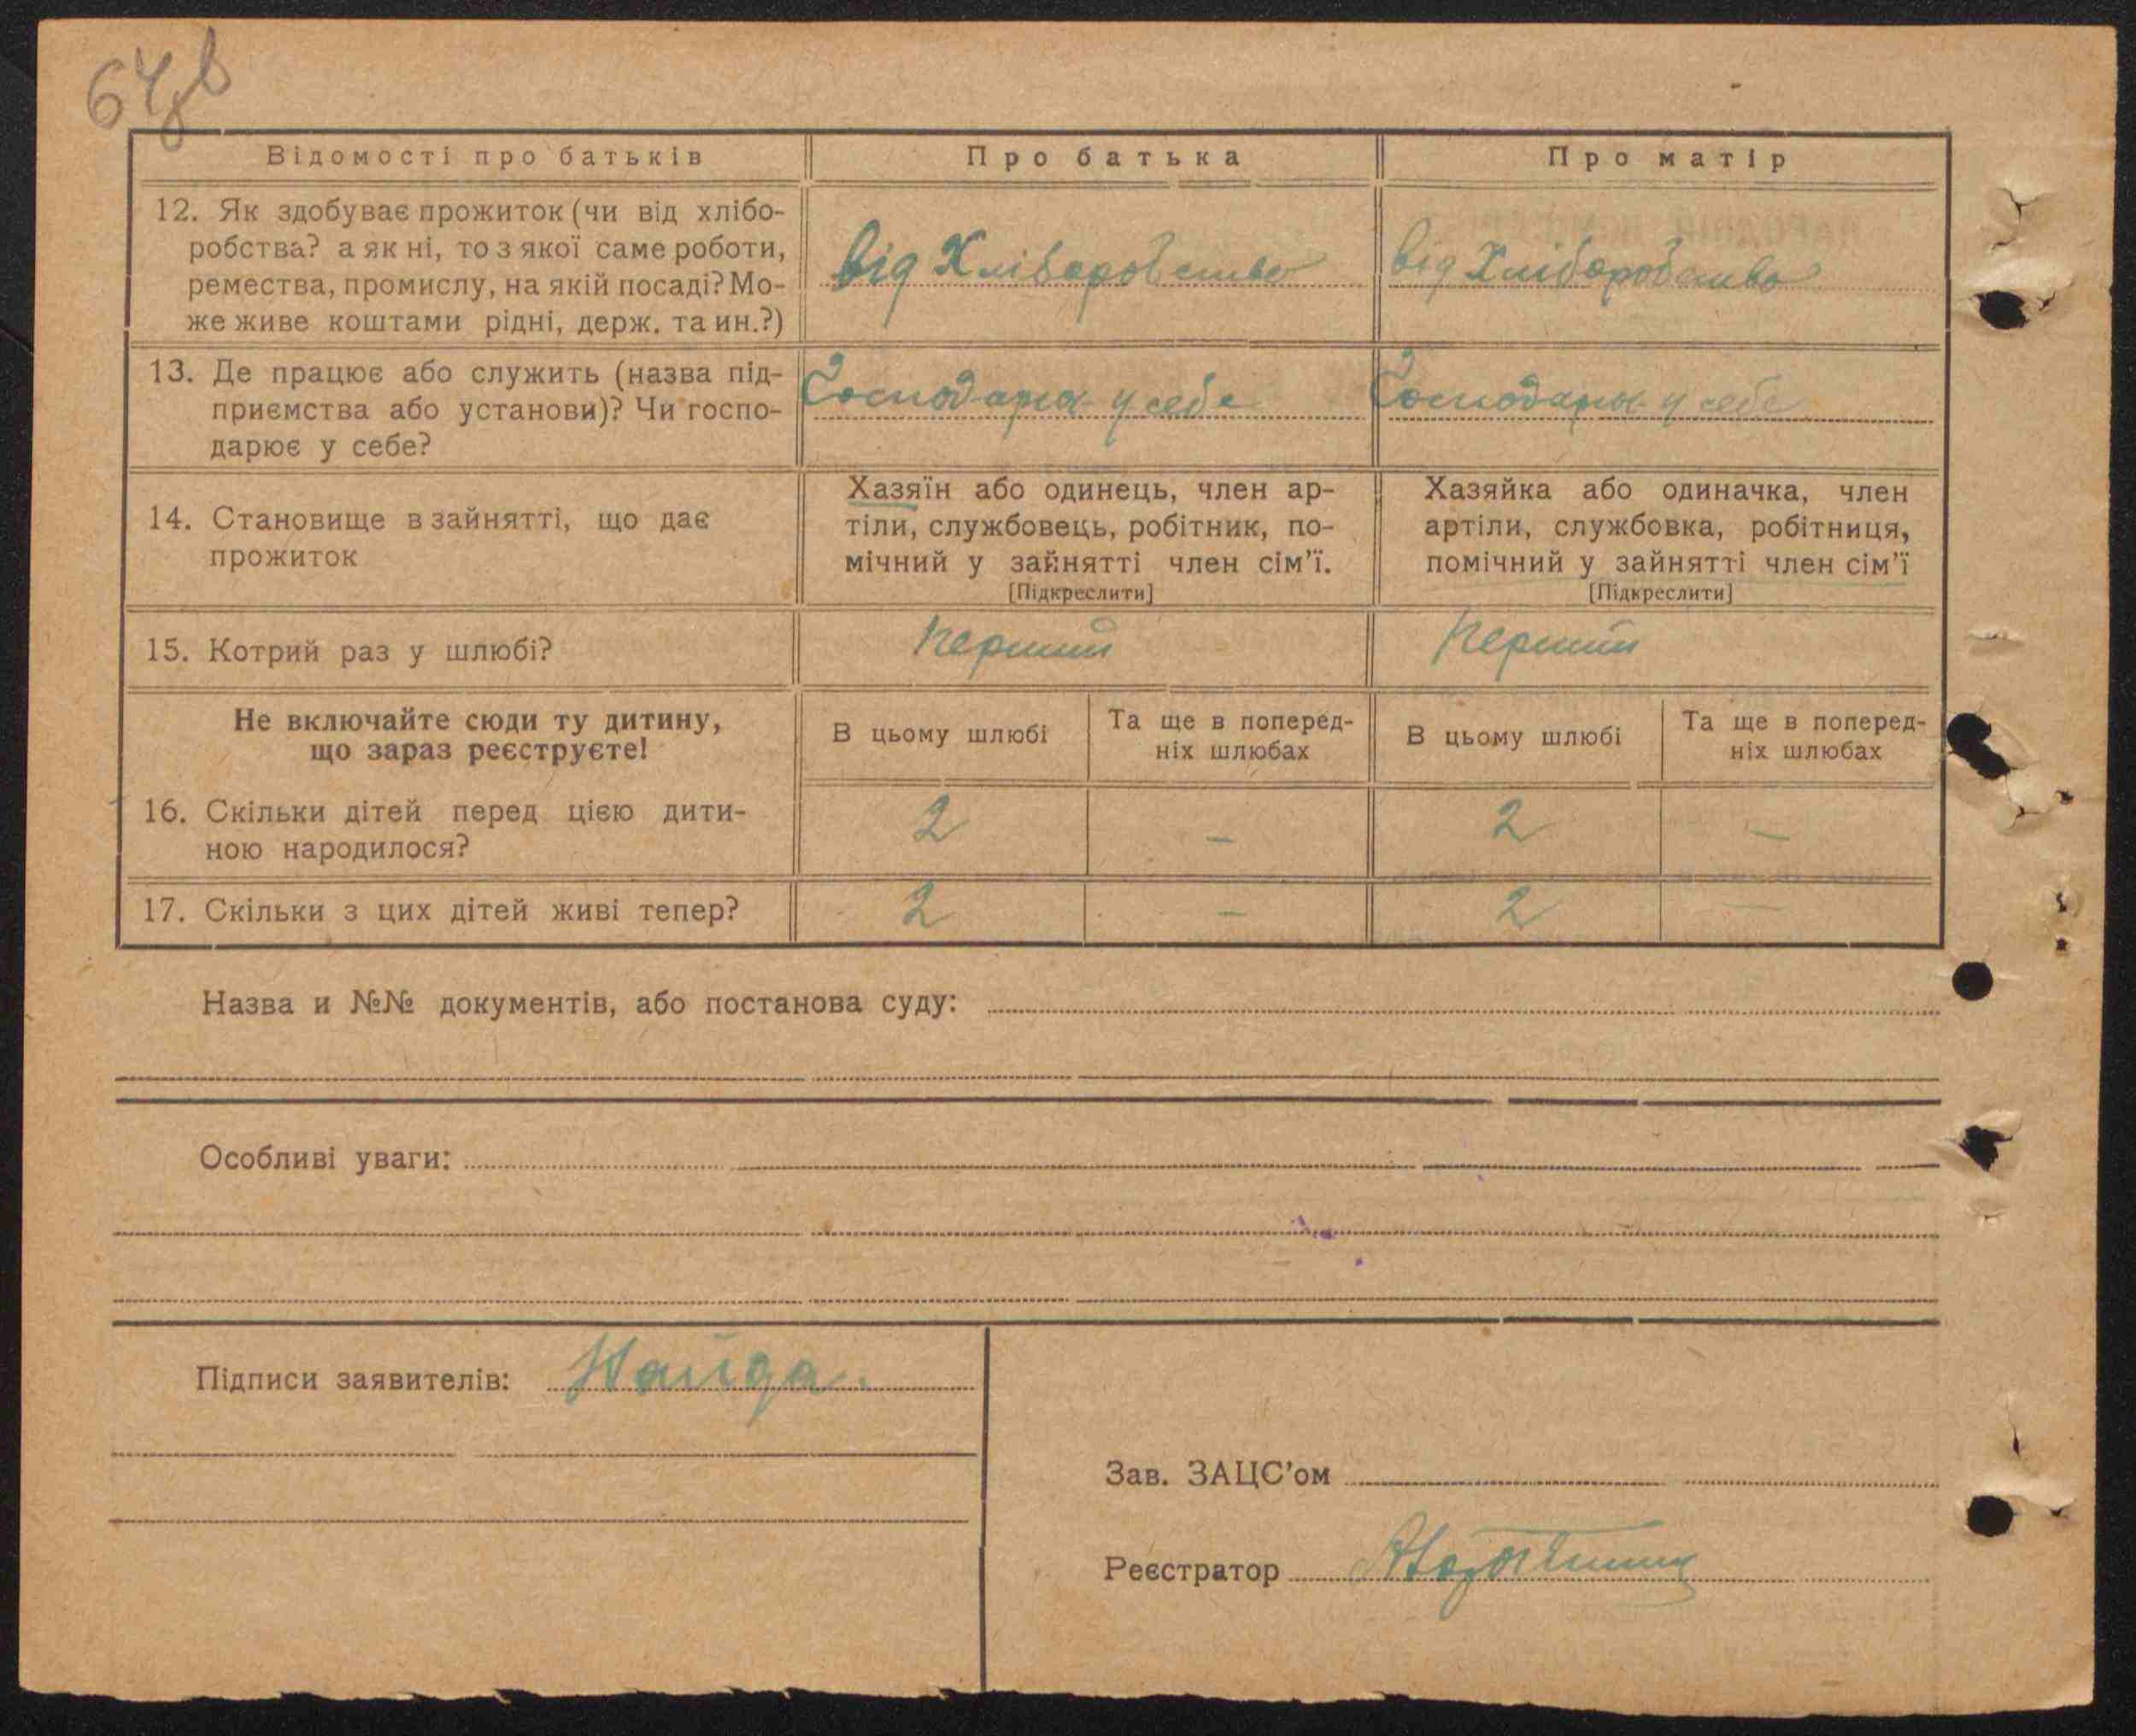 64
Відомості про батьків
Про батька
Про матір
12. Як здобуває прожиток (чи від хлібо-
робства? а як ні, то з якої саме роботи,
ремества, промислу, на якій посаді? Мо-
же живе коштами рідні, держ. та ин.?)
від Хліборобство
від Хліборобство
13. Де працює або служить (назва під-
приємства або установи)? Чи госпо-
дарює у себе?
Господарка у себе
Господарка у себе
14. Становище в зайнятті, що дає
прожиток
Хазяїн або одинець, член ар-
тіли, службовець, робітник, по-
мічний у зайнятті член сім'ї.
[Підкреслити]
Хазяйка або одиначка, член
артіли, службовка, робітниця,
помічний у зайнятті член сім'ї
[Підкреслити]
15. Котрий раз у шлюбі?
Перший
Перший
Не включайте сюди ту дитину,
що зараз реєструєте!
В цьому шлюбі
Та ще в поперед-
ніх шлюбах
В цьому шлюбі
Та ще в поперед-
ніх шлюбах
16. Скільки дітей перед цією дити-
ною народилося?
2
–
2
–
17. Скільки з цих дітей живі тепер?
2
–
2
–
Назва и №№ документів, або постанова суду:
Особливі уваги:
Підписи заявителів: Найда
Зав. ЗАЦС'ом
Реєстратор